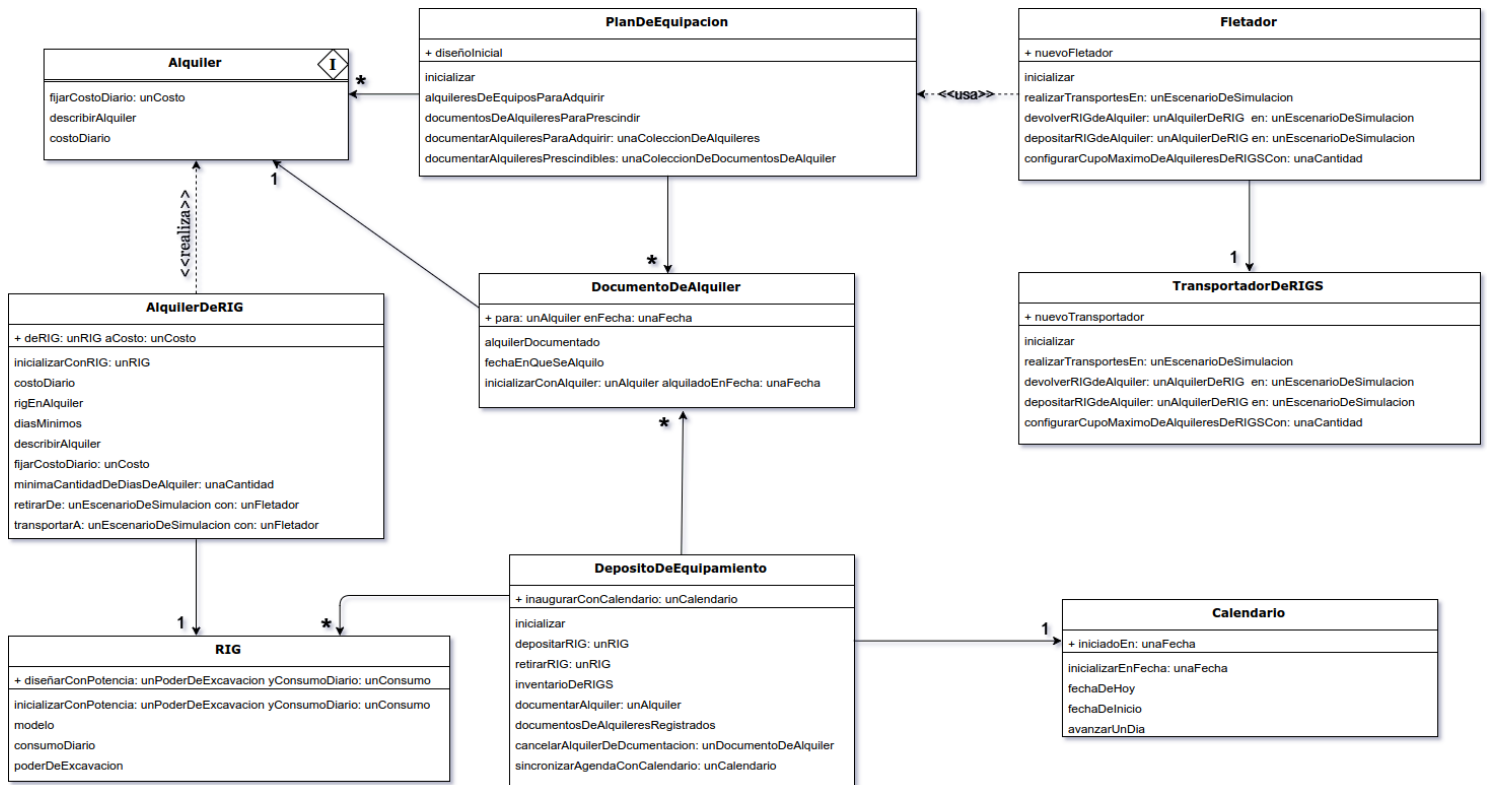 Alquiler
I
fijarCostoDiario: unCosto
describirAlquiler
costoDiario
*
PlanDeEquipacion
+ diseñoInicial
inicializar
alquileresDeEquiposParaAdquirir
documentosDeAlquileresParaPrescindir
documentarAlquileresParaAdquirir: unaColeccionDeAlquileres
documentarAlquileresPrescindibles: unaColeccionDeDocumentosDeAlquiler
<<usa>>
Fletador
+ nuevoFletador
inicializar
realizarTransportesEn: unEscenarioDeSimulacion
devolverRIGdeAlquiler: unAlquilerDeRIG en: unEscenarioDeSimulacion
depositarRIGdeAlquiler: unAlquilerDeRIG en: unEscenarioDeSimulacion
configurarCupoMaximoDeAlquileresDeRIGSCon: unaCantidad
1
<<realiza>>
*
1
AlquilerDeRIG
+ deRIG: unRIG aCosto: unCosto
inicializarConRIG: unRIG
costoDiario
rigEnAlquiler
diasMinimos
describirAlquiler
fijarCostoDiario: unCosto
minimaCantidadDeDiasDeAlquiler: unaCantidad
retirarDe: unEscenarioDeSimulacion con: unFletador
transportarA: unEscenarioDeSimulacion con: unFletador
DocumentoDeAlquiler
+ para: unAlquiler enFecha: unaFecha
alquilerDocumentado
fechaEnQueSeAlquilo
inicializarConAlquiler: unAlquiler alquiladoEnFecha: unaFecha
*
TransportadorDeRIGS
+ nuevoTransportador
inicializar
realizarTransportesEn: unEscenarioDeSimulacion
devolverRIGdeAlquiler: unAlquilerDeRIG en: unEscenarioDeSimulacion
depositarRIGdeAlquiler: unAlquilerDeRIG en: unEscenarioDeSimulacion
configurarCupoMaximoDeAlquileresDeRIGSCon: unaCantidad
1
*
RIG
+ diseñarConPotencia: unPoderDeExcavacion yConsumoDiario: unConsumo
inicializarConPotencia: unPoderDeExcavacion yConsumoDiario: unConsumo
modelo
consumoDiario
poderDeExcavacion
DepositoDeEquipamiento
+ inaugurarConCalendario: unCalendario
inicializar
depositarRIG: unRIG
retirarRIG: unRIG
inventarioDeRIGS
documentarAlquiler: unAlquiler
documentosDeAlquileresRegistrados
cancelarAlquilerDeDcumentacion: unDocumentoDeAlquiler
sincronizarAgendaConCalendario: unCalendario
1
Calendario
+ iniciadoEn: unaFecha
inicializarEnFecha: unaFecha
fechaDeHoy
fechaDeInicio
avanzarUnDia